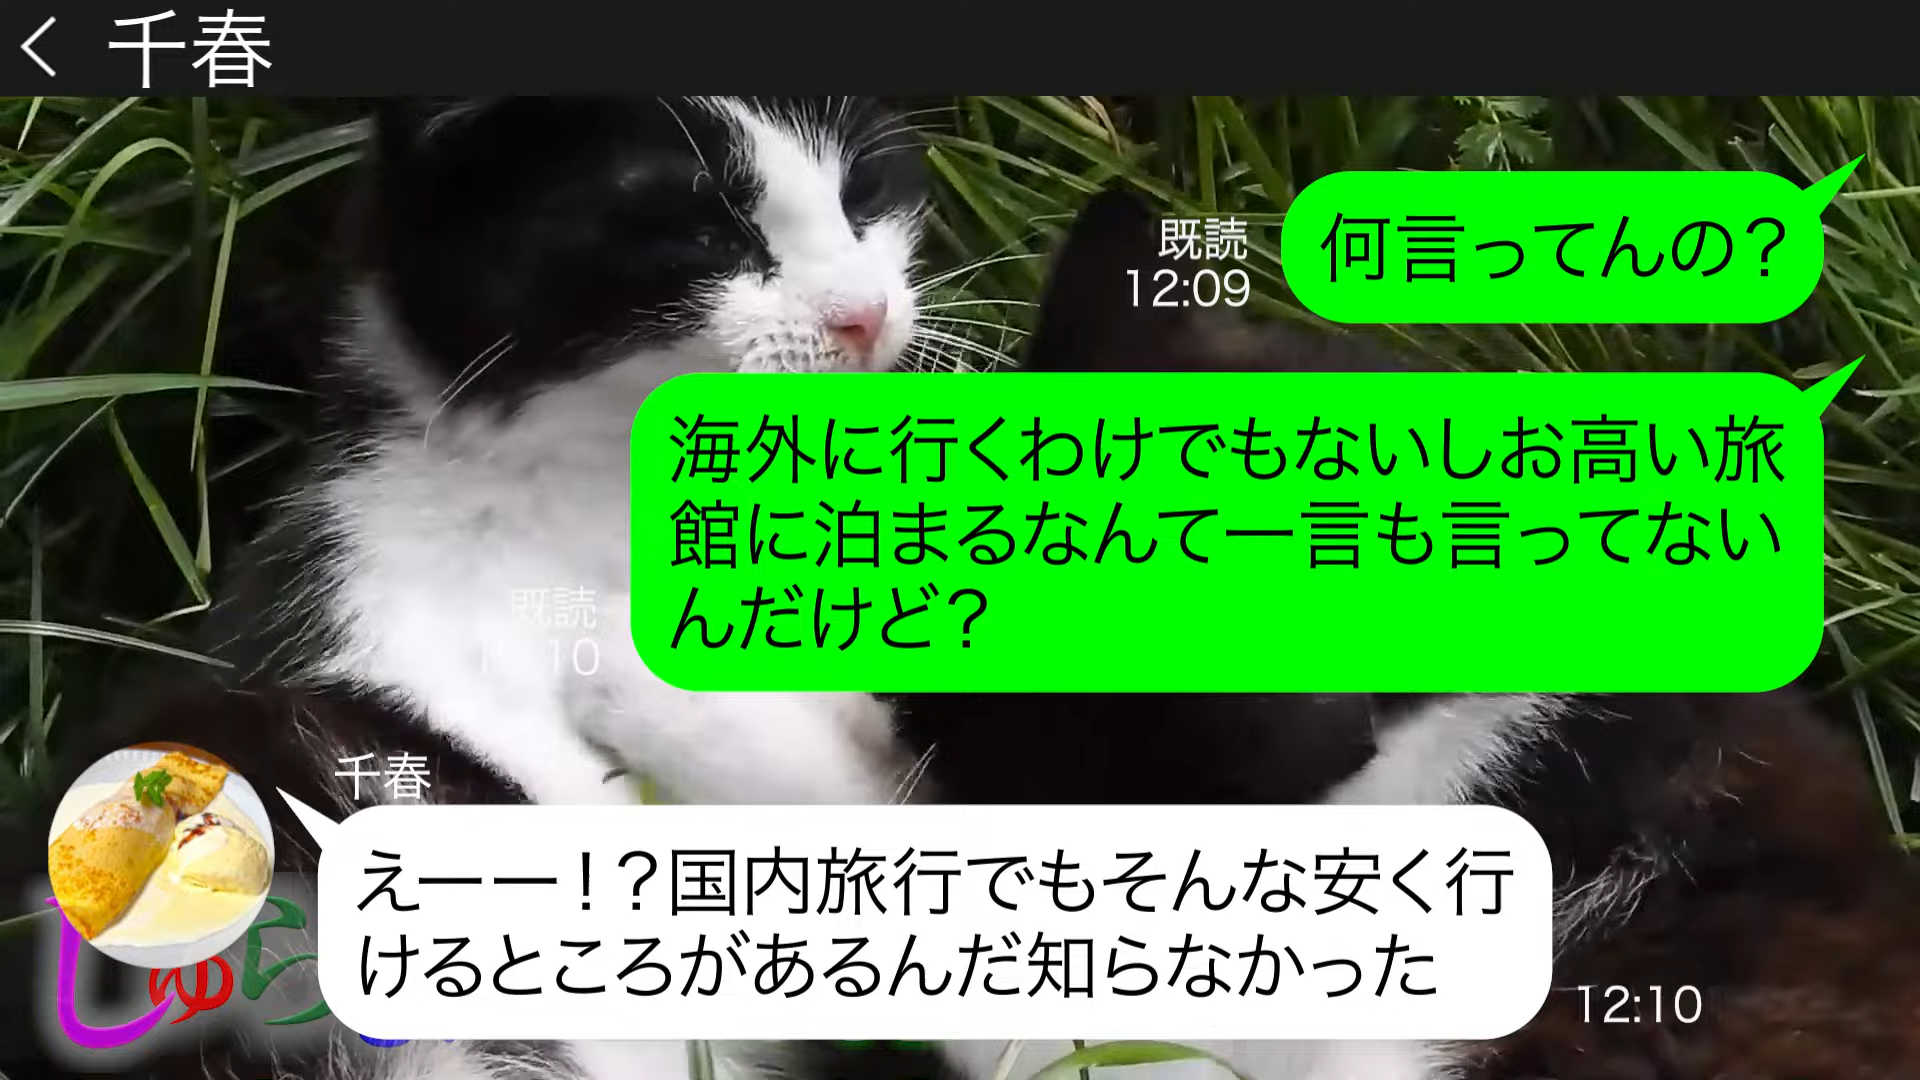 千春
何言ってんの？
既読
12:09
海外に行くわけでもないしお高い旅
館に泊まるなんて一言も言ってない
んだけど？
既読
千春
えーー！？国内旅行でもそんな安く行
けるところがあるんだ知らなかった
12:10
しゅら